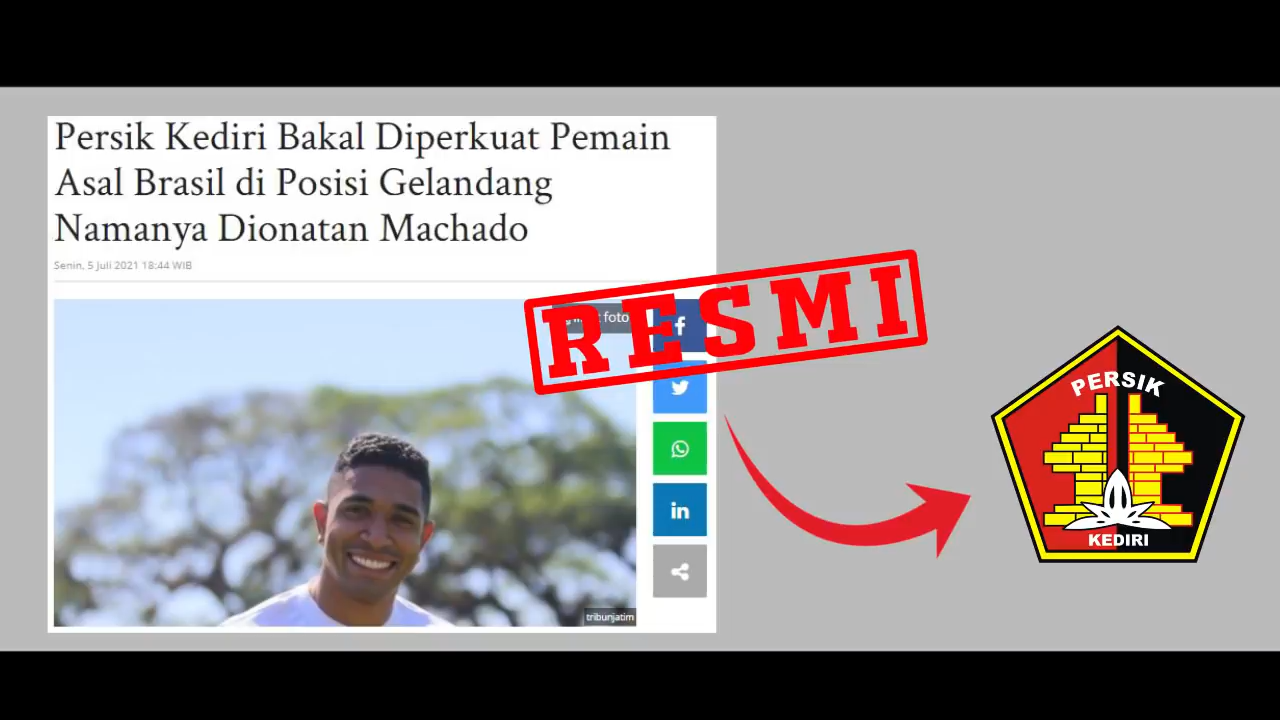 Persik Kediri Bakal Diperkuat Pemain
Asal Brasil di Posisi Gelandang
Namanya Dionatan Machado
Senin, 5 Juli 2021 18:44 WIB
foto
RESMI
PERSIK
KEDIRI
tribunjatim